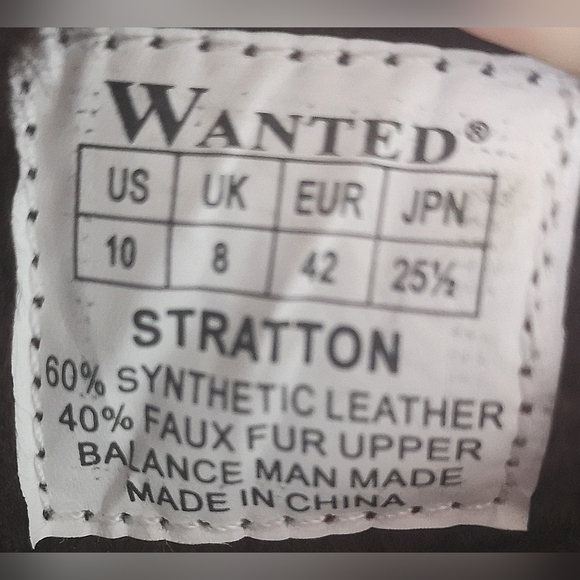 WANTED®
US UK EUR JPN
10 8 42 25½
STRATTON
60% SYNTHETIC LEATHER
40% FAUX FUR UPPER
BALANCE MAN MADE
MADE IN CHINA